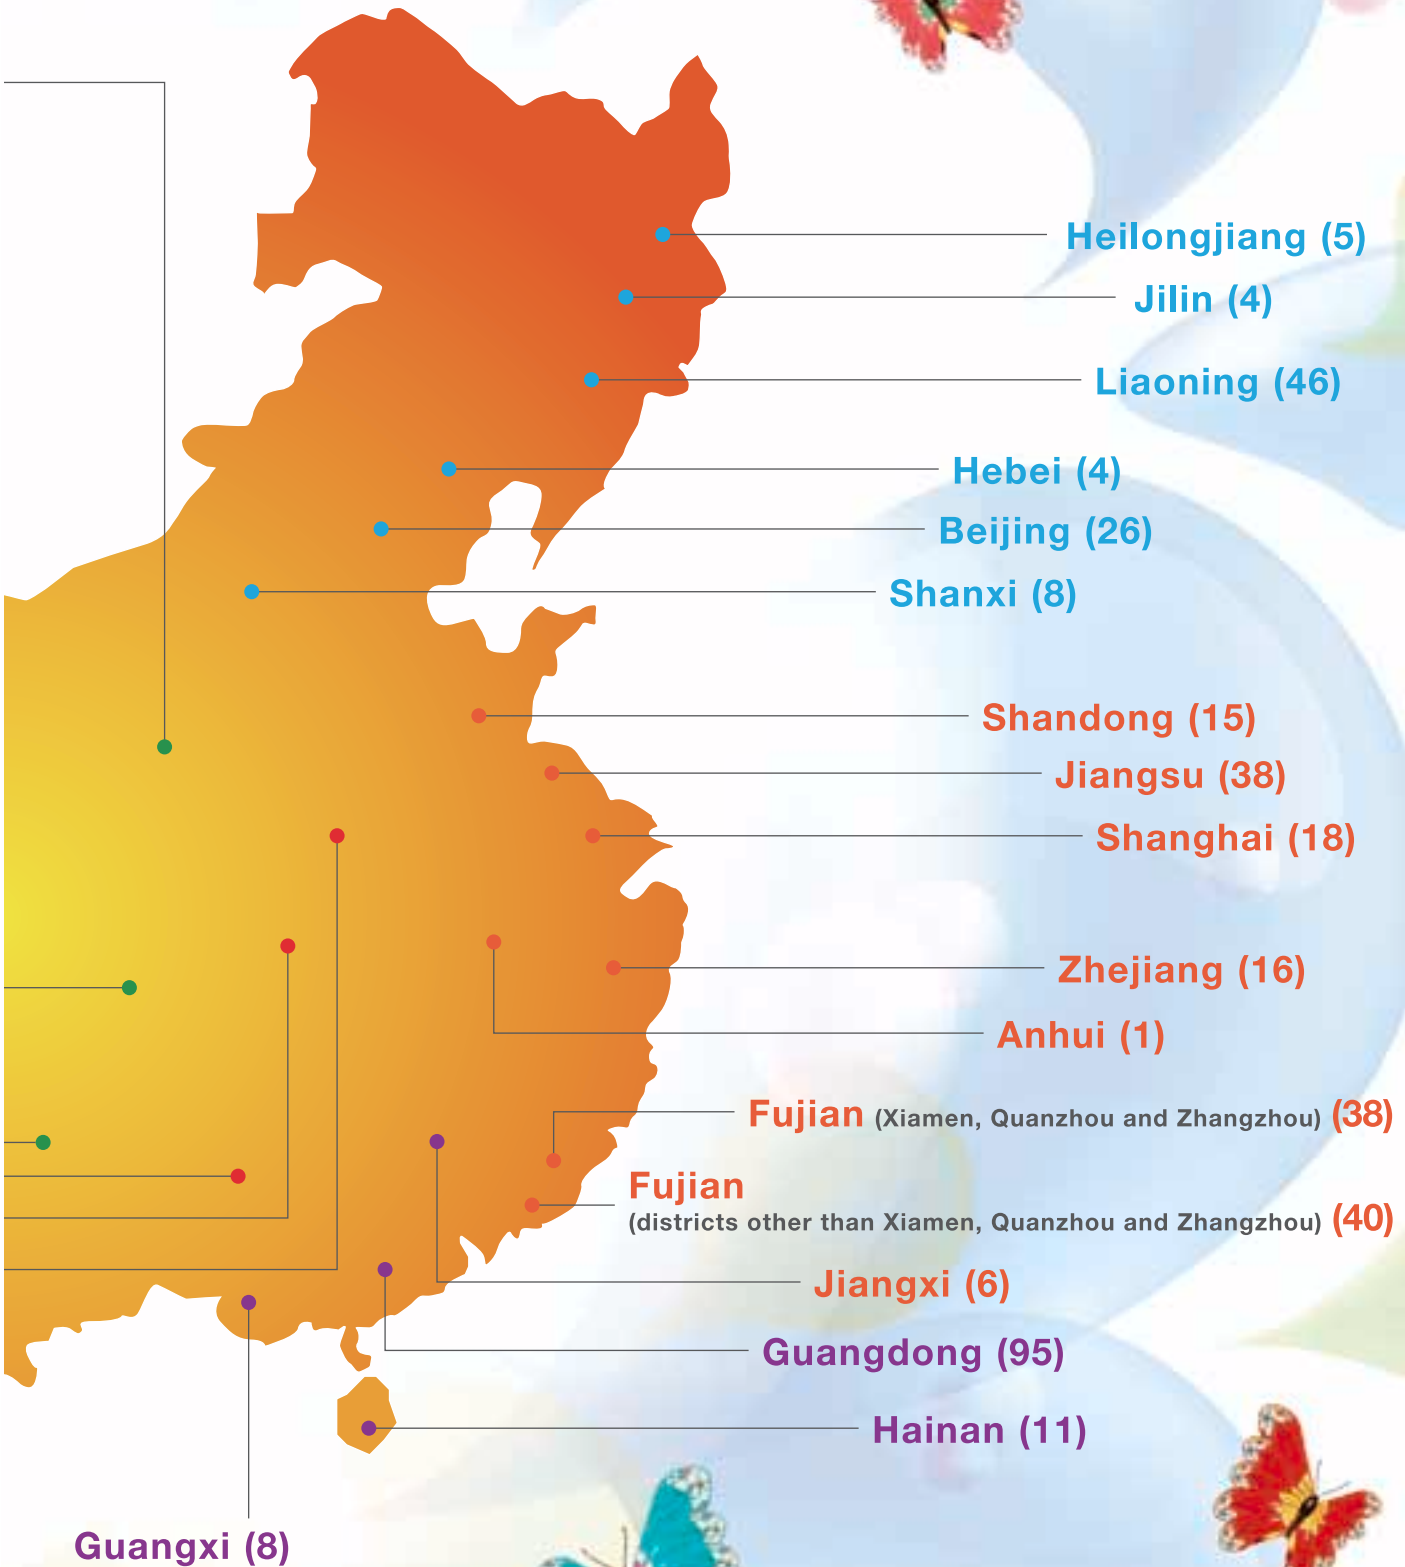 Heilongjiang (5)
Jilin (4)
Liaoning (46)
Hebei (4)
Beijing (26)
Shanxi (8)
Shandong (15)
Jiangsu (38)
Shanghai (18)
Zhejiang (16)
Anhui (1)
Fujian (Xiamen, Quanzhou and Zhangzhou) (38)
Fujian
(districts other than Xiamen, Quanzhou and Zhangzhou) (40)
Jiangxi (6)
Guangdong (95)
Hainan (11)
Guangxi (8)